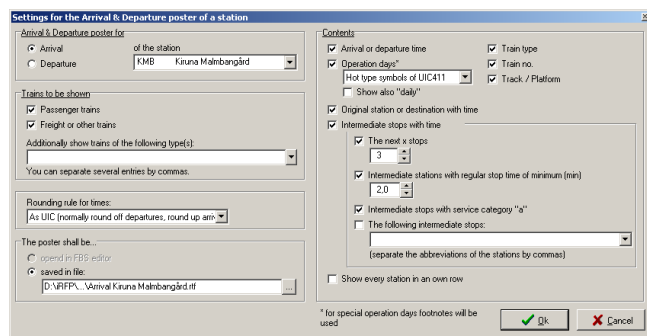 Settings for the Arrival & Departure poster of a station
Arrival & Departure poster for
Arrival
of the station
Departure
KMB Kiruna Malmbangård
Trains to be shown
Passenger trains
Freight or other trains
Additionally show trains of the following type(s):
You can separate several entries by commas.
Rounding rule for times:
As UIC (normally round off departures, round up arriv
The poster shall be...
opend in FBS editor
saved in file:
D:\iRFP\...\Arrival Kiruna Malmbangård.rtf
...
Contents
Arrival or departure time
Train type
Operation days*
Train no.
Hot type symbols of UIC411
Track / Platform
Show also "daily"
Original station or destination with time
Intermediate stops with time
The next x stops
3
Intermediate stations with regular stop time of minimum (min)
2,0
Intermediate stops with service category "a"
The following intermediate stops:
(separate the abbreviations of the stations by commas)
Show every station in an own row
* for special operation days footnotes will be
used
Ok
Cancel